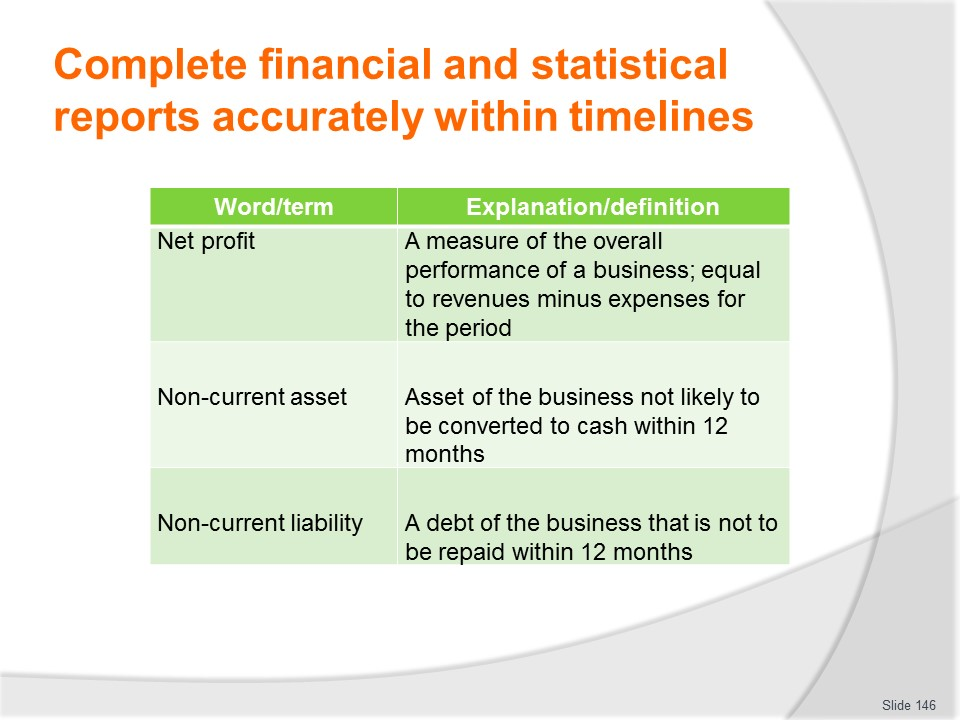 Complete financial and statistical
reports accurately within timelines
Word/term
Explanation/definition
Net profit
A measure of the overall
performance of a business; equal
to revenues minus expenses for
the period
Non-current asset
Asset of the business not likely to
be converted to cash within 12
months
Non-current liability
A debt of the business that is not to
be repaid within 12 months
Slide 146